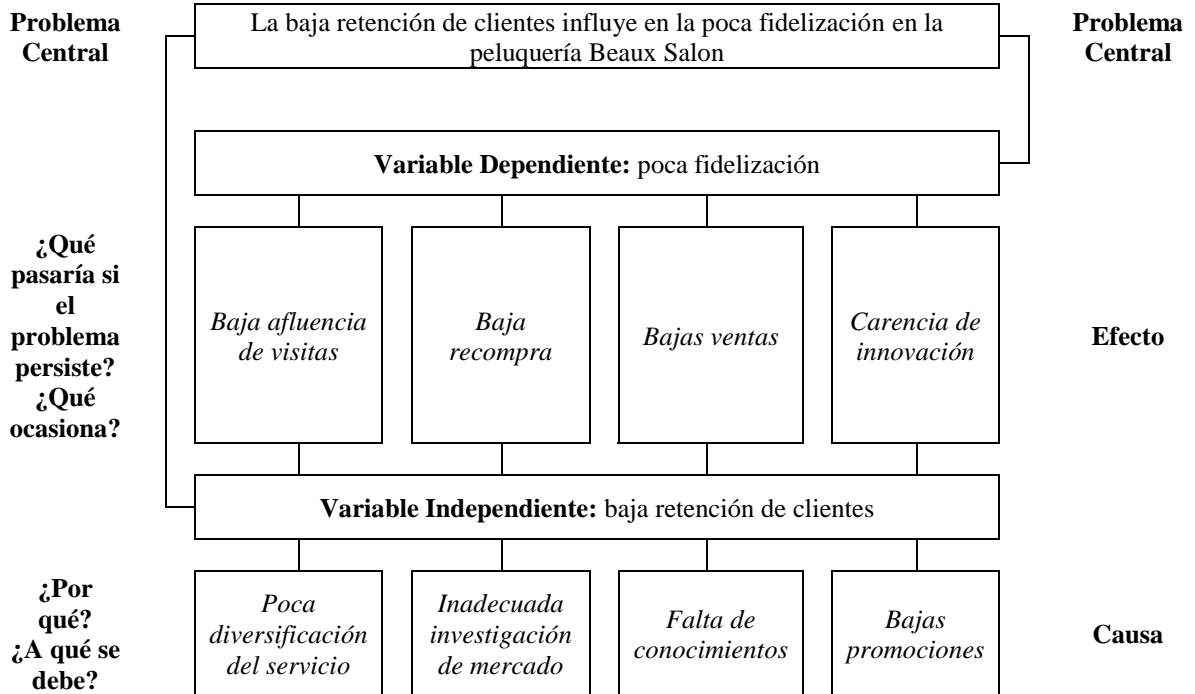 Problema
Central
La baja retención de clientes influye en la poca fidelización en la
peluquería Beaux Salon
Problema
Central
Variable Dependiente: poca fidelización
¿Qué
pasaría si
el
problema
persiste?
¿Qué
ocasiona?
Baja afluencia
de visitas
Baja
recompra
Bajas ventas
Carencia de
innovación
Efecto
Variable Independiente: baja retención de clientes
¿Por
qué?
¿A qué se
debe?
Poca
diversificación
del servicio
Inadecuada
investigación
de mercado
Falta de
conocimientos
Bajas
promociones
Causa